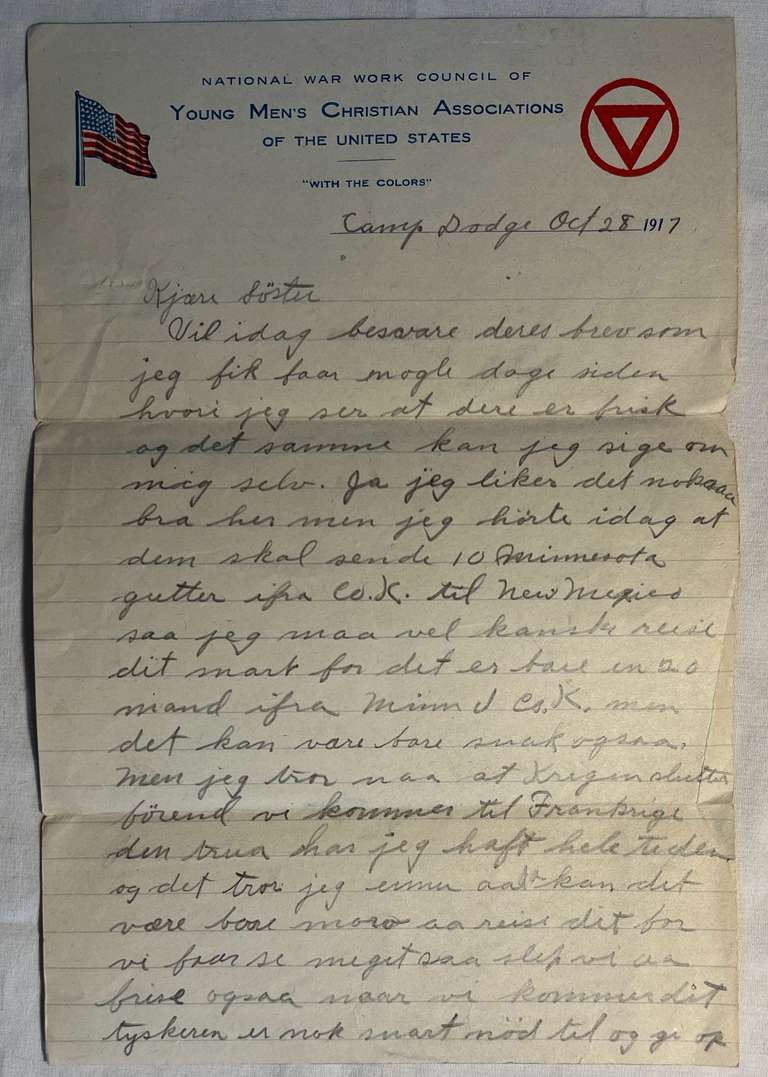 NATIONAL WAR WORK COUNCIL OF
YOUNG MEN'S CHRISTIAN ASSOCIATIONS
OF THE UNITED STATES
"WITH THE COLORS"
Camp Dodge Oct 28 1917
Kjære Söster
Vil idag besvare deres brev som
jeg fik faar nogle dage siden
hvori jeg ser at dere er frisk
og det samme kan jeg sige om
mig selv. Ja jeg liker det noksaa
bra her men jeg hörte idag at
dem skal sende 10 Minnesota
gutter ifra Co.K. til New Mexico
saa jeg maa vel kanske reise
dit snart for det er bare en 20
mand ifra Minn I Co.K. men
det kan være bare snak ogsaa.
Men jeg tror naa at Krigen slutter
förend vi kommer til Frankrige
den trua har jeg haft hele tiden
og det tror jeg ennu kan det
være bare moro aa reise dit for
vi faar se meget saa slep vi aa
frise ogsaa naar vi kommer dit
tyskeren er nok snart nöd til og gi op